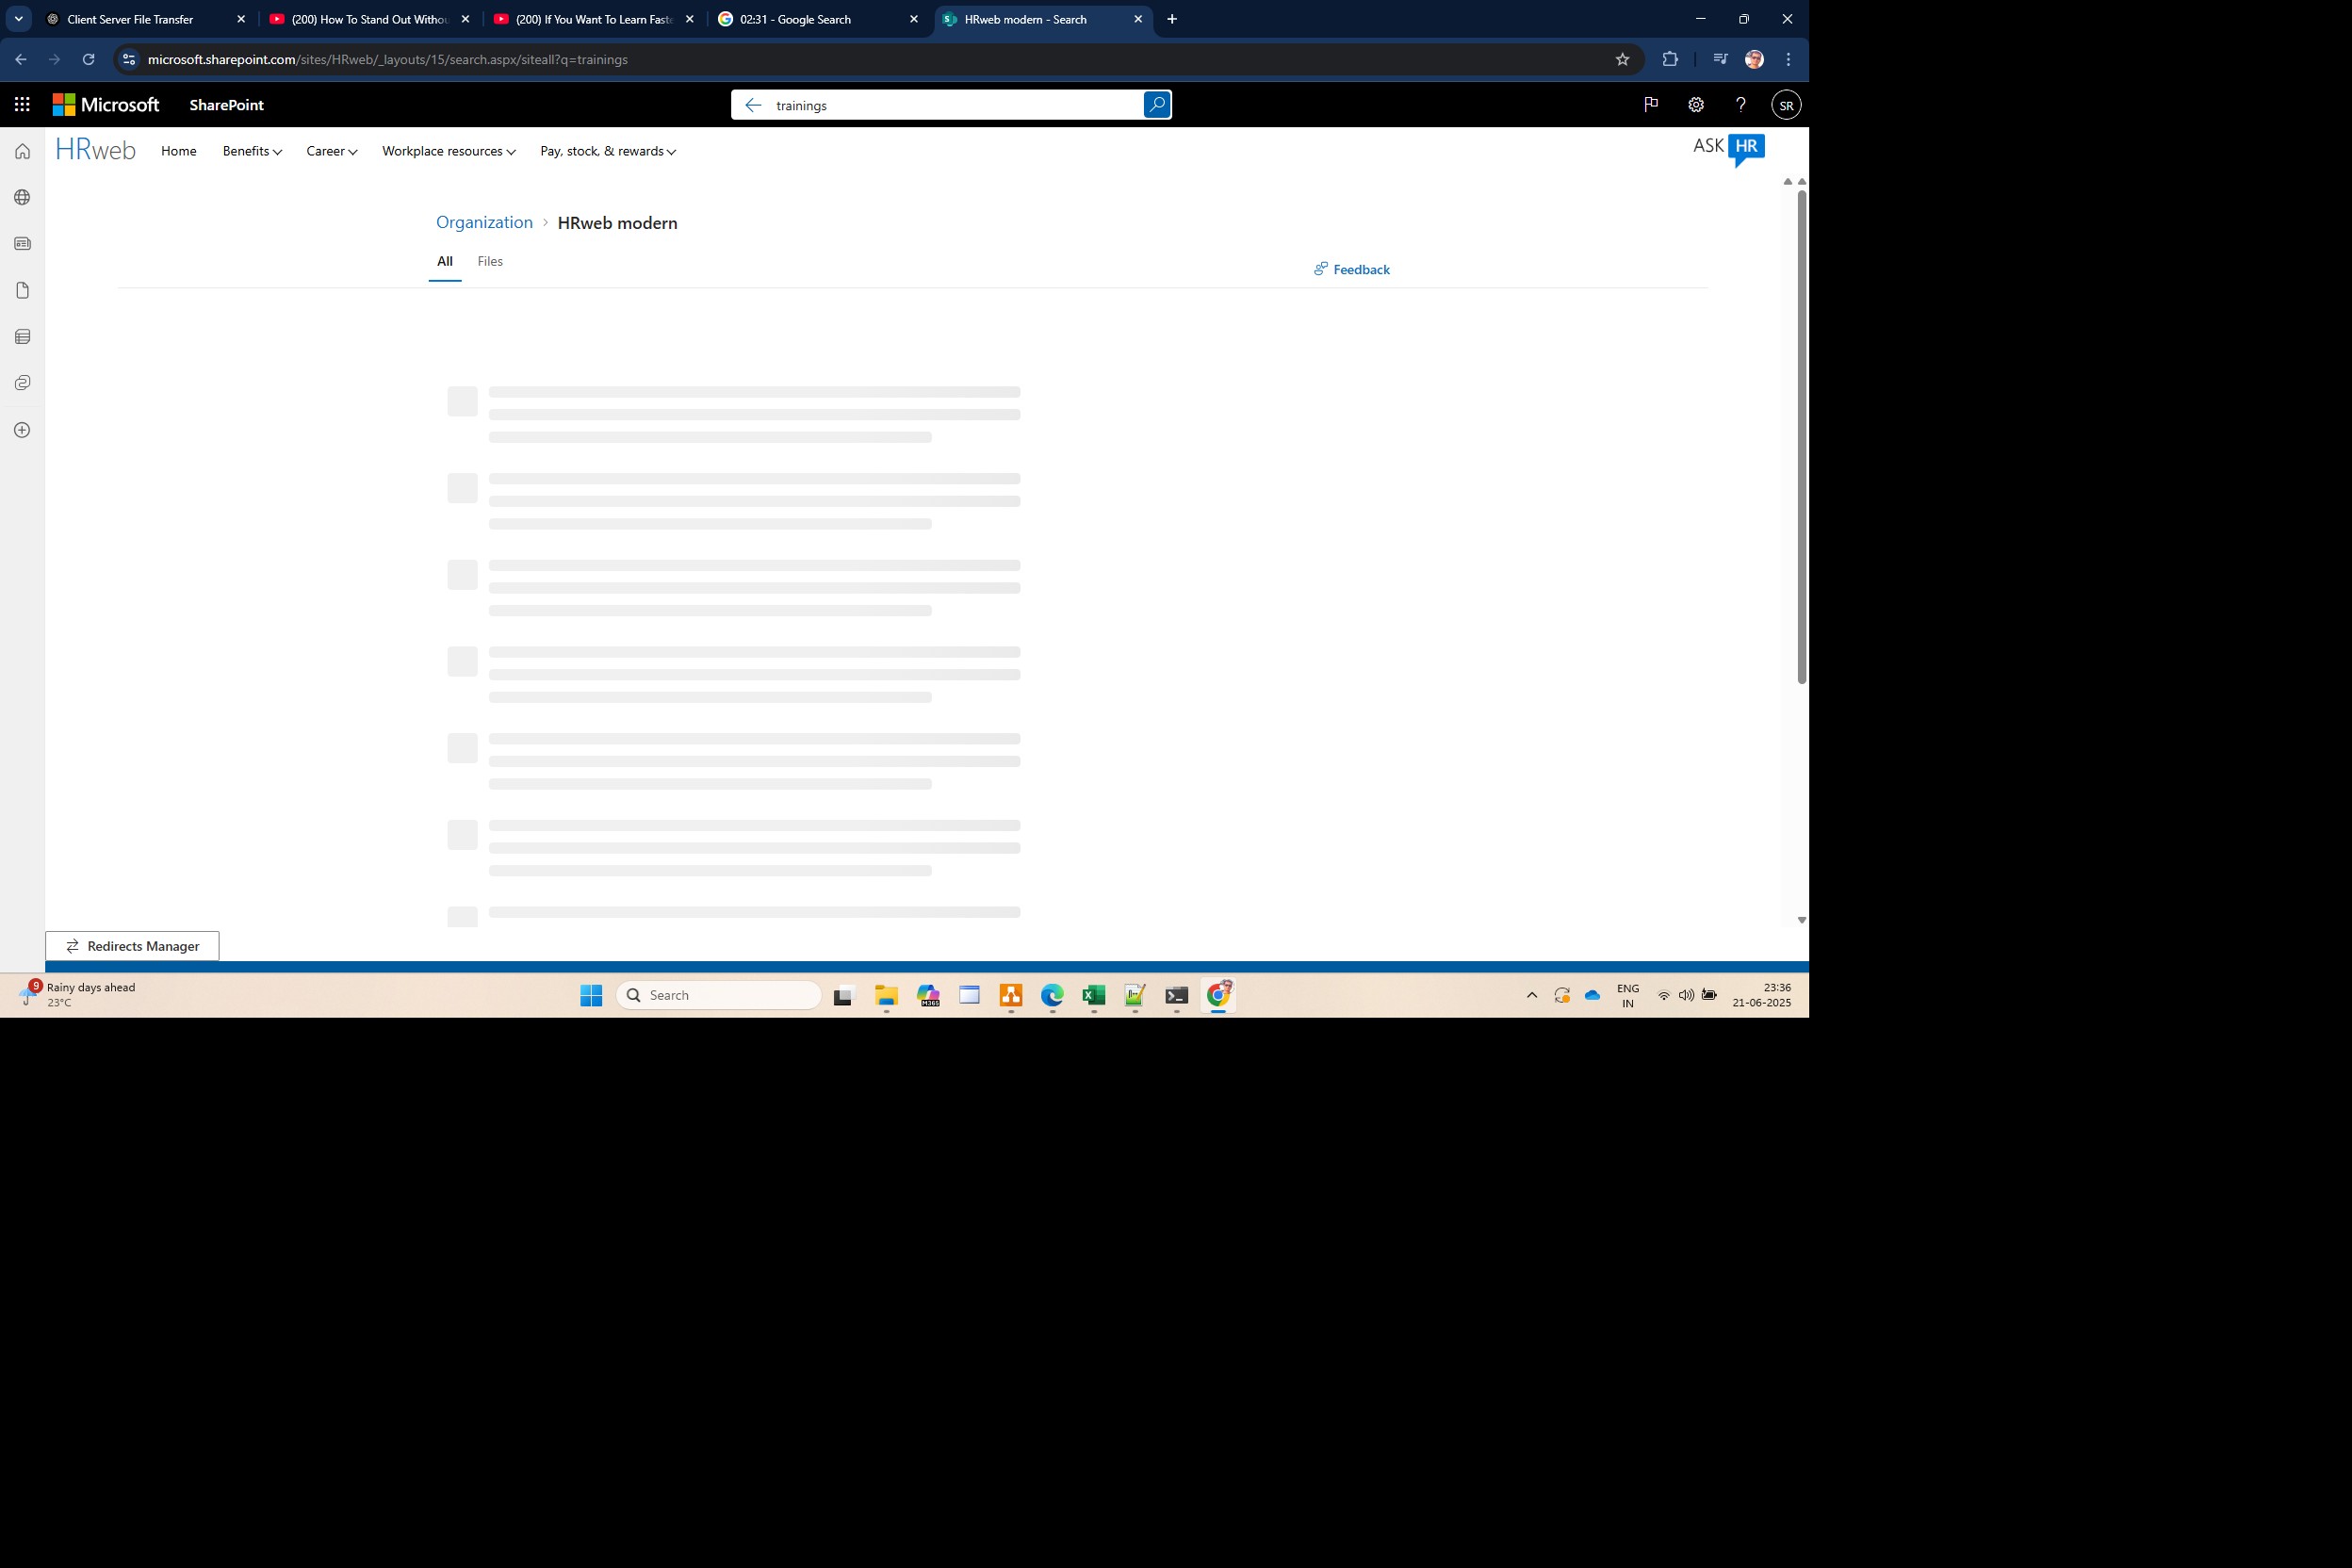 Client Server File Transfer
(200) How To Stand Out Withou
(200) If You Want To Learn Faste
02:31 - Google Search
HRweb modern - Search
microsoft.sharepoint.com/sites/HRweb/_layouts/15/search.aspx/siteall?q=trainings
Microsoft
SharePoint
trainings
SR
HRweb
Home
Benefits
Career
Workplace resources
Pay, stock, & rewards
ASK HR
Organization > HRweb modern
All
Files
Feedback
Redirects Manager
9
Rainy days ahead
23°C
Search
M365
ENG
IN
23:36
21-06-2025